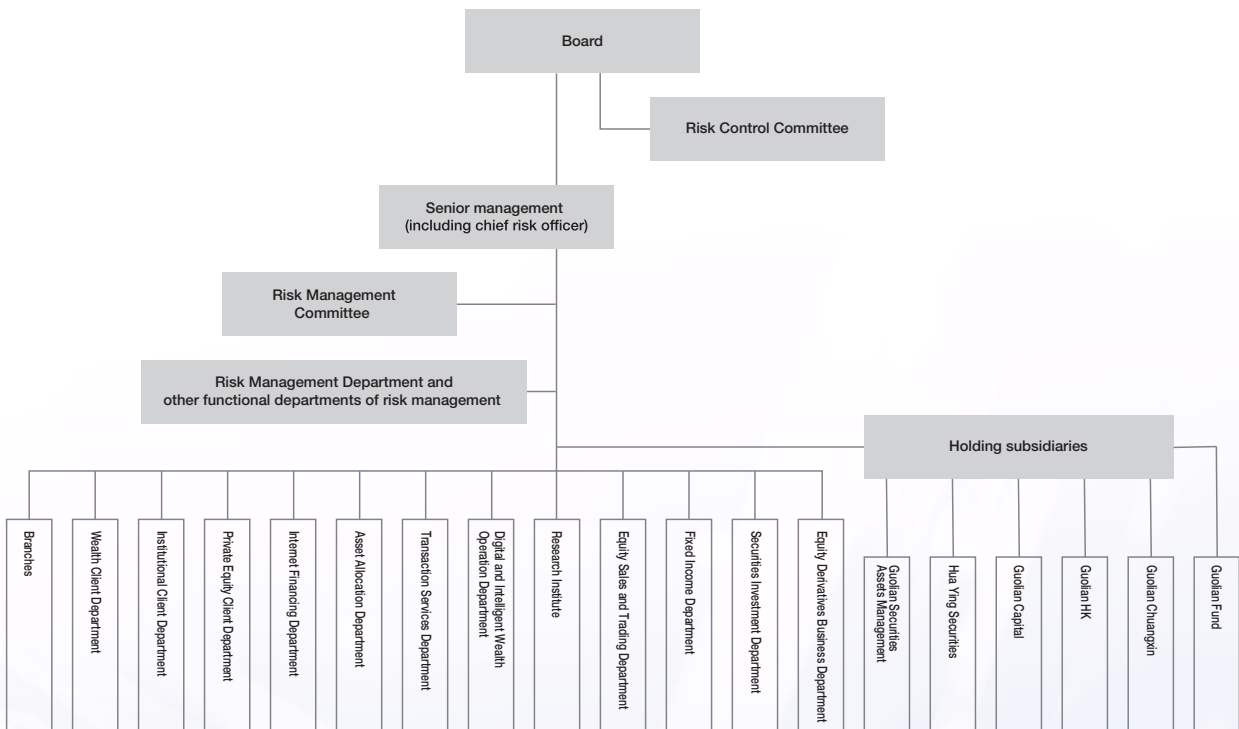 Board
Risk Control Committee
Senior management
(including chief risk officer)
Risk Management
Committee
Risk Management Department and
other functional departments of risk management
Holding subsidiaries
Branches
Wealth Client Department
Institutional Client Department
Private Equity Client Department
Internet Financing Department
Asset Allocation Department
Transaction Services Department
Digital and Intelligent Wealth
Operation Department
Research Institute
Equity Sales and Trading Department
Fixed Income Department
Securities Investment Department
Equity Derivatives Business Department
Guolian Securities
Assets Management
Hua Ying Securities
Guolian Capital
Guolian HK
Guolian Chuangxin
Guolian Fund